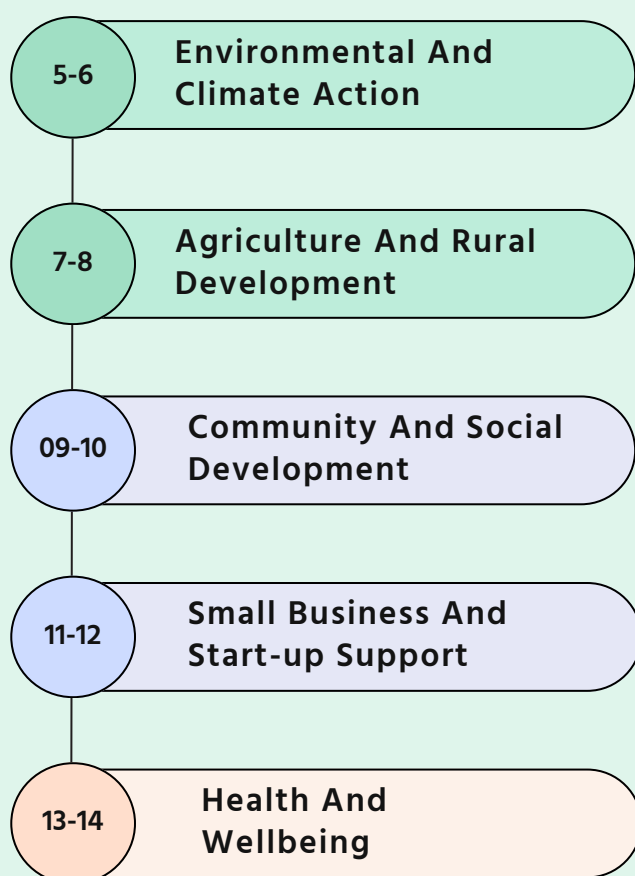 5-6
Environmental And
Climate Action
7-8
Agriculture And Rural
Development
09-10
Community And Social
Development
11-12
Small Business And
Start-up Support
13-14
Health And
Wellbeing